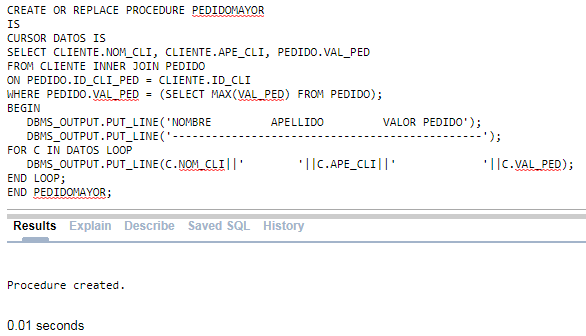 CREATE OR REPLACE PROCEDURE PEDIDOMAYOR
IS
CURSOR DATOS IS
SELECT CLIENTE.NOM_CLI, CLIENTE.APE_CLI, PEDIDO.VAL_PED
FROM CLIENTE INNER JOIN PEDIDO
ON PEDIDO.ID_CLI_PED = CLIENTE.ID_CLI
WHERE PEDIDO.VAL_PED = (SELECT MAX(VAL_PED) FROM PEDIDO);
BEGIN
   DBMS_OUTPUT.PUT_LINE('NOMBRE         APELLIDO         VALOR PEDIDO');
   DBMS_OUTPUT.PUT_LINE('-----------------------------------------------');
FOR C IN DATOS LOOP
   DBMS_OUTPUT.PUT_LINE(C.NOM_CLI||'         '||C.APE_CLI||'             '||C.VAL_PED);
END LOOP;
END PEDIDOMAYOR;
Results Explain Describe Saved SQL History
Procedure created.
0.01 seconds